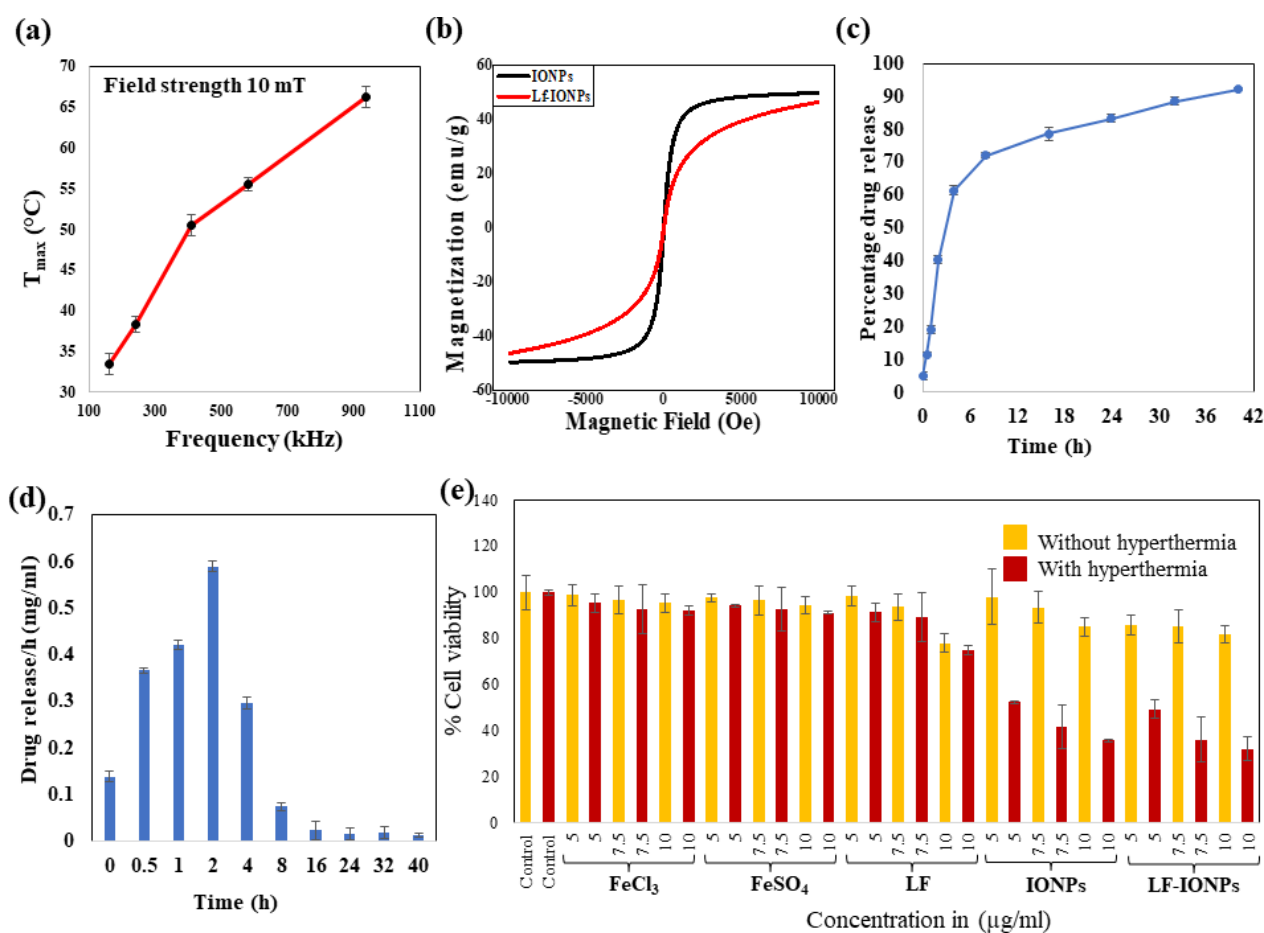 (a)
Field strength 10 mT
70
65
60
55
50
45
40
35
30
100 300 500 700 900 1100
Tmax (°C)
Frequency (kHz)
(b)
IONPs
Lf-IONPs
60
40
20
0
-20
-40
-60
-10000 -5000 0 5000 10000
Magnetization (emu/g)
Magnetic Field (Oe)
(c)
100
90
80
70
60
50
40
30
20
10
0
0 6 12 18 24 30 36 42
Percentage drug release
Time (h)
(d)
0.7
0.6
0.5
0.4
0.3
0.2
0.1
0
0 0.5 1 2 4 8 16 24 32 40
Drug release/h (mg/ml)
Time (h)
(e)
140
120
100
80
60
40
20
0
% Cell viability
Without hyperthermia
With hyperthermia
Control Control 5 5 7.5 7.5 10 10 5 5 7.5 7.5 10 10 5 5 7.5 7.5 10 10 5 5 7.5 7.5 10 10 5 5 7.5 7.5 10 10
FeCl3 FeSO4 LF IONPs LF-IONPs
Concentration in (µg/ml)